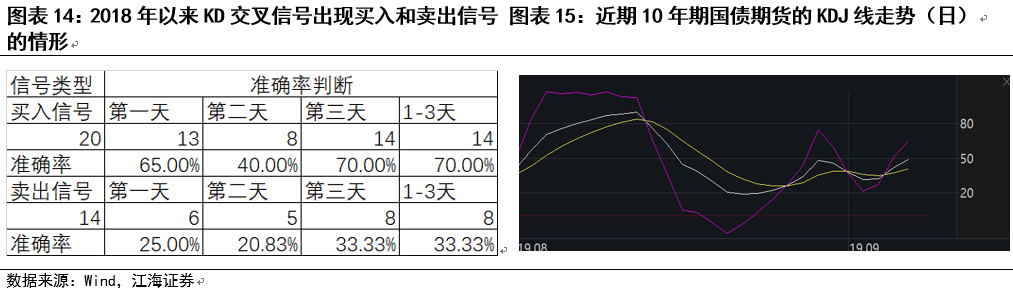 图表 14：2018 年以来 KD 交叉信号出现买入和卖出信号的情形
图表 15：近期 10 年期国债期货的 KDJ 线走势（日）
信号类型 准确率判断
买入信号 第一天 第二天 第三天 1-3天
20 13 8 14 14
准确率 65.00% 40.00% 70.00% 70.00%
卖出信号 第一天 第二天 第三天 1-3天
14 6 5 8 8
准确率 25.00% 20.83% 33.33% 33.33%
80
50
20
19.08 19.09
数据来源：Wind，江海证券